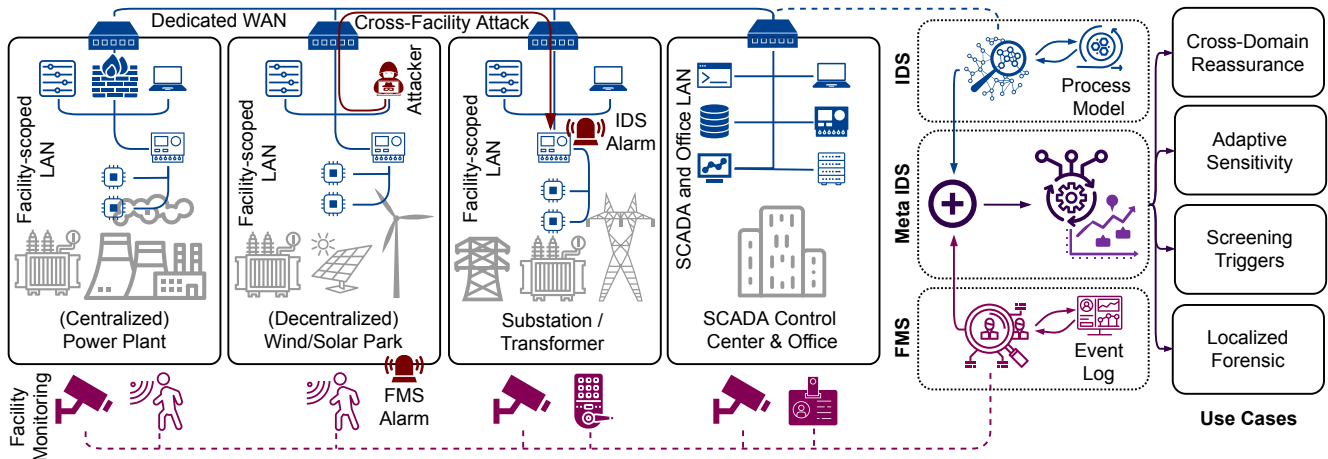 Dedicated WAN
Cross-Facility Attack
Facility-scoped
LAN
(Centralized)
Power Plant
Facility-scoped
LAN
Attacker
(Decentralized)
Wind/Solar Park
Facility-scoped
LAN
IDS
Alarm
Substation /
Transformer
SCADA and Office LAN
SCADA Control
Center & Office
Facility
Monitoring
FMS
Alarm
IDS
Process
Model
Meta IDS
FMS
Event
Log
Cross-Domain
Reassurance
Adaptive
Sensitivity
Screening
Triggers
Localized
Forensic
Use Cases